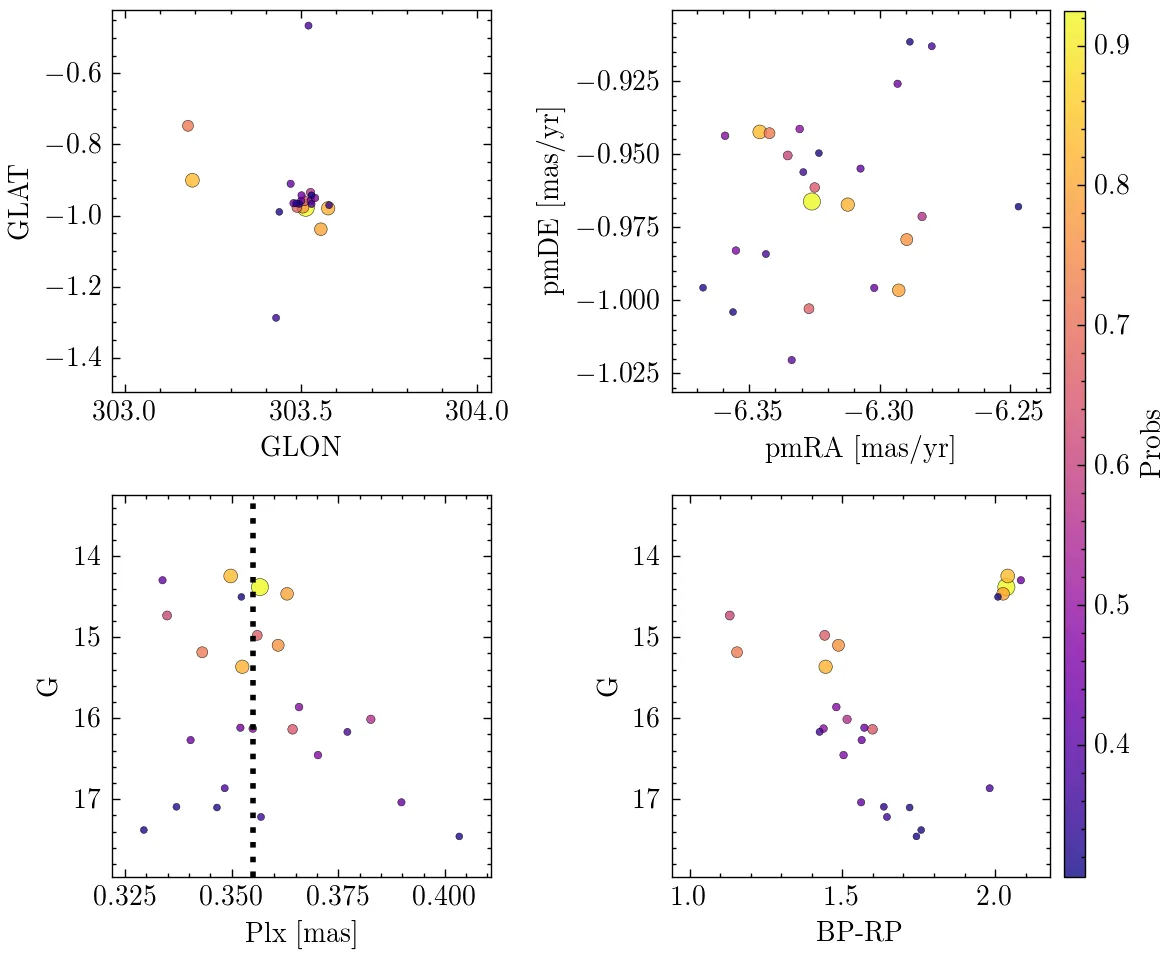 −0.6
−0.8
−1.0
−1.2
−1.4
GLAT
303.0 303.5 304.0
GLON
−0.925
−0.950
−0.975
−1.000
−1.025
pmDE [mas/yr]
−6.35 −6.30 −6.25
pmRA [mas/yr]
0.9
0.8
0.7
0.6
0.5
0.4
Probs
14
15
16
17
G
0.325 0.350 0.375 0.400
Plx [mas]
14
15
16
17
G
1.0 1.5 2.0
BP-RP